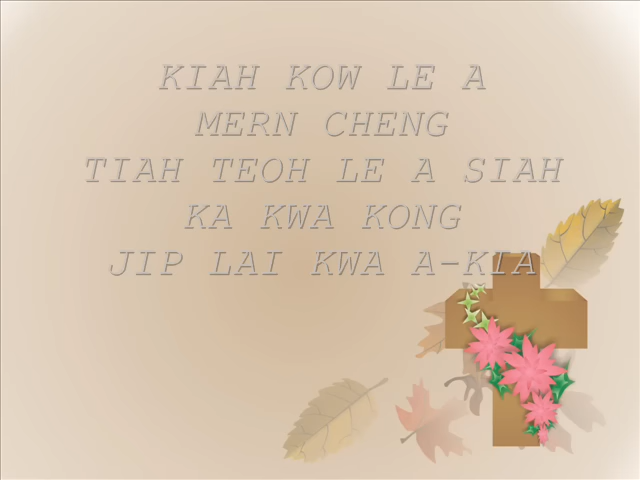 KIAH KOW LE A
MERN CHENG
TIAH TEOH LE A SIAH
KA KWA KONG
JIP LAI KWA A-KIA